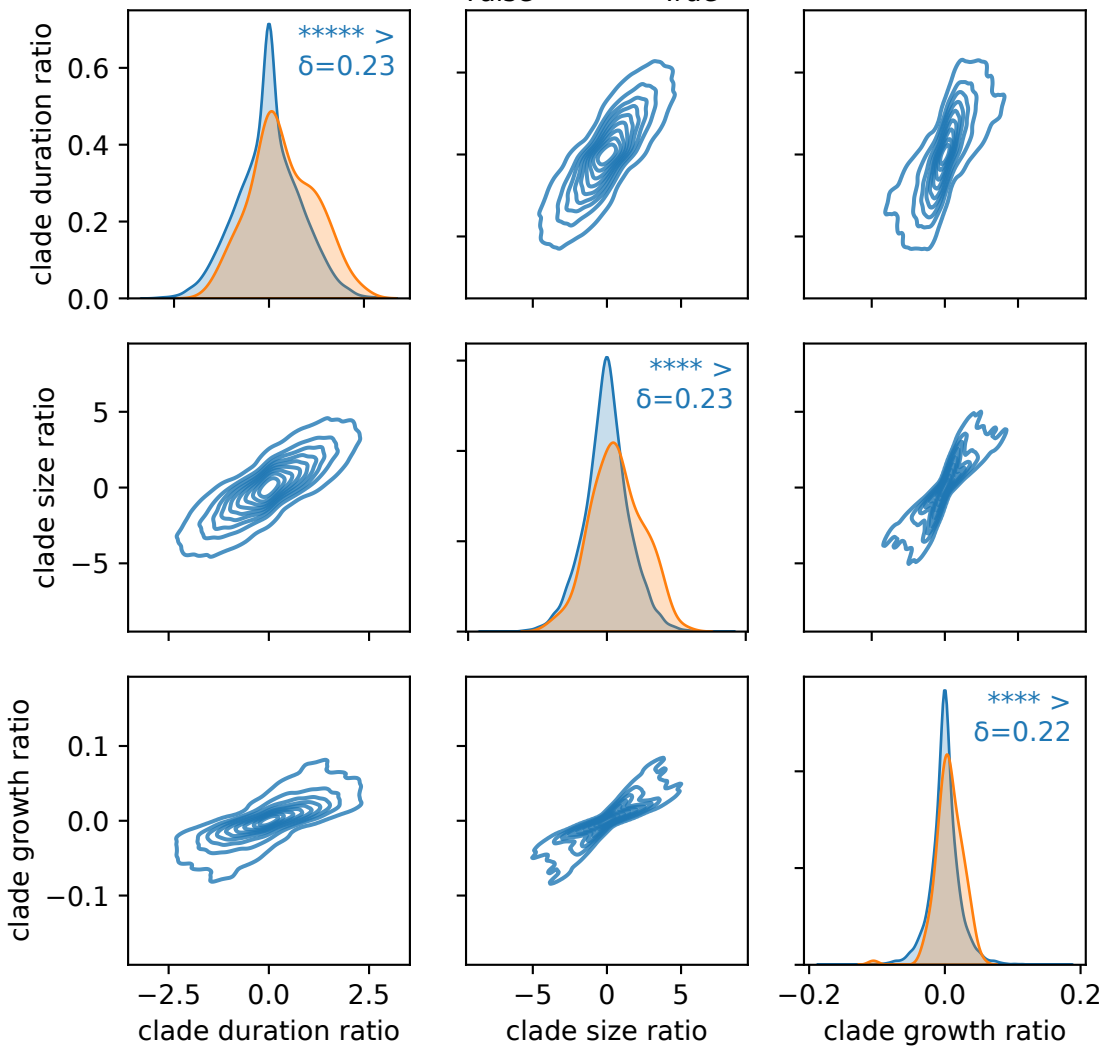 ***** >
δ=0.23
clade duration ratio
0.6
0.4
0.2
0.0
**** >
δ=0.23
clade size ratio
5
0
−5
**** >
δ=0.22
clade growth ratio
0.1
0.0
−0.1
−2.5 0.0 2.5
−5 0 5
−0.2 0.0 0.2
clade duration ratio
clade size ratio
clade growth ratio